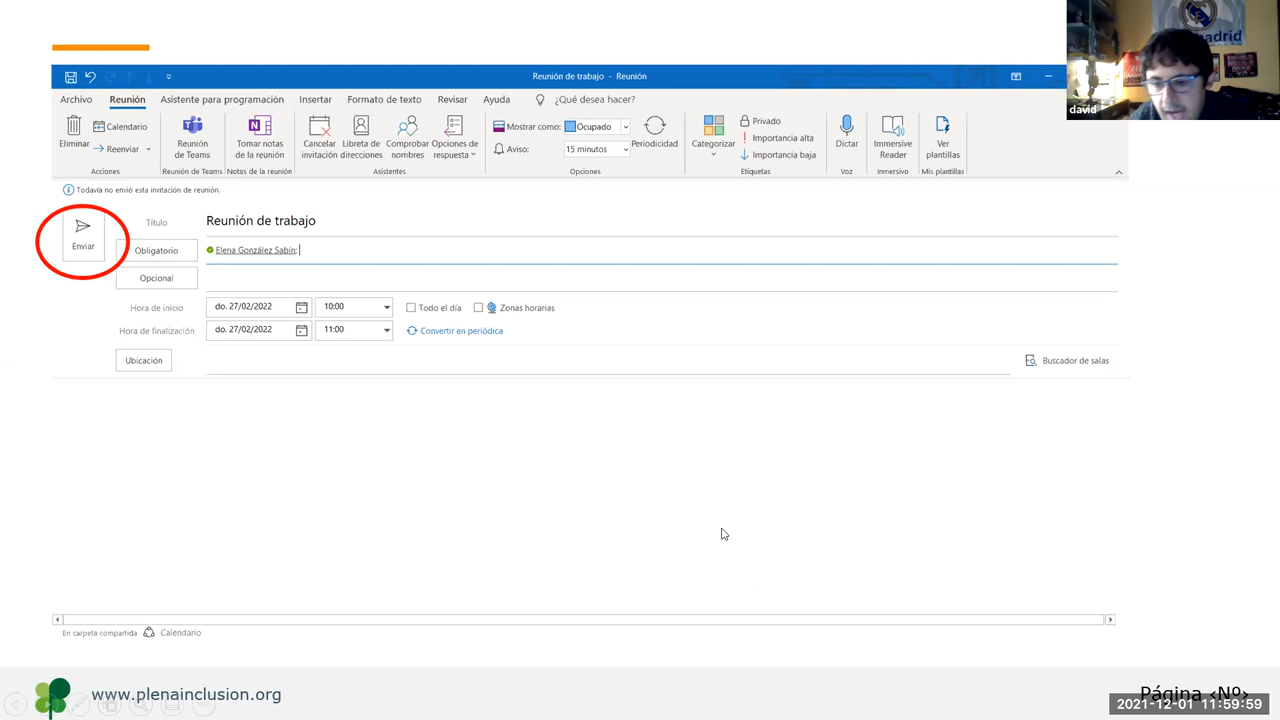 Reunión de trabajo - Reunión
Archivo Reunión Asistente para programación Insertar Formato de texto Revisar Ayuda ¿Qué desea hacer?
Eliminar
Calendario
Reenviar
Acciones
Reunión de Teams
Reunión de Teams
Tomar notas de la reunión
Notas de la reunión
Cancelar invitación
Libreta de direcciones
Comprobar nombres
Opciones de respuesta
Asistentes
Mostrar como: Ocupado
Aviso: 15 minutos
Periodicidad
Opciones
Categorizar
Privado
Importancia alta
Importancia baja
Etiquetas
Dictar
Voz
Immersive Reader
Inmersivo
Ver plantillas
Mis plantillas
david
Todavía no envió esta invitación de reunión.
Enviar
Título Reunión de trabajo
Obligatorio Elena González Sabín;
Opcional
Hora de inicio do. 27/02/2022 10:00 Todo el día Zonas horarias
Hora de finalización do. 27/02/2022 11:00 Convertir en periódica
Ubicación Buscador de salas
En carpeta compartida Calendario
www.plenainclusion.org
Página ‹Nº›
2021-12-01 11:59:59